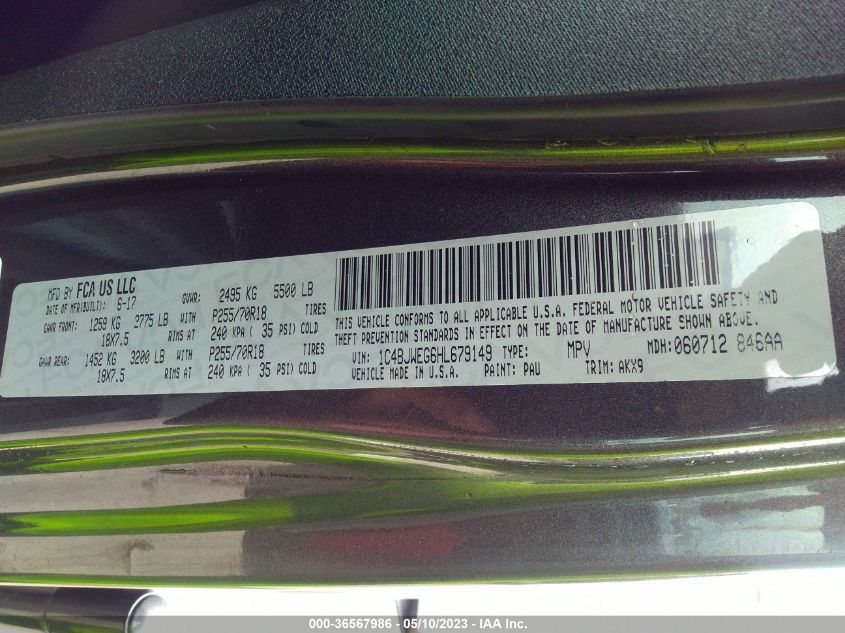 MFD BY FCA US LLC
DATE OF MFR(BUILT): 6-17 GVWR: 2495 KG 5500 LB
GAWR FRONT: 1259 KG 2775 LB WITH P255/70R18 TIRES
18X7.5 RIMS AT 240 KPA ( 35 PSI) COLD
GAWR REAR: 1452 KG 3200 LB WITH P255/70R18 TIRES
18X7.5 RIMS AT 240 KPA ( 35 PSI) COLD
THIS VEHICLE CONFORMS TO ALL APPLICABLE U.S.A. FEDERAL MOTOR VEHICLE SAFETY AND
THEFT PREVENTION STANDARDS IN EFFECT ON THE DATE OF MANUFACTURE SHOWN ABOVE.
VIN: 1C4BJWEG6HL679149 TYPE: MPV MDH:060712 846AA
VEHICLE MADE IN U.S.A. PAINT: PAU TRIM: AKX9
000-36567986 - 05/10/2023 - IAA Inc.